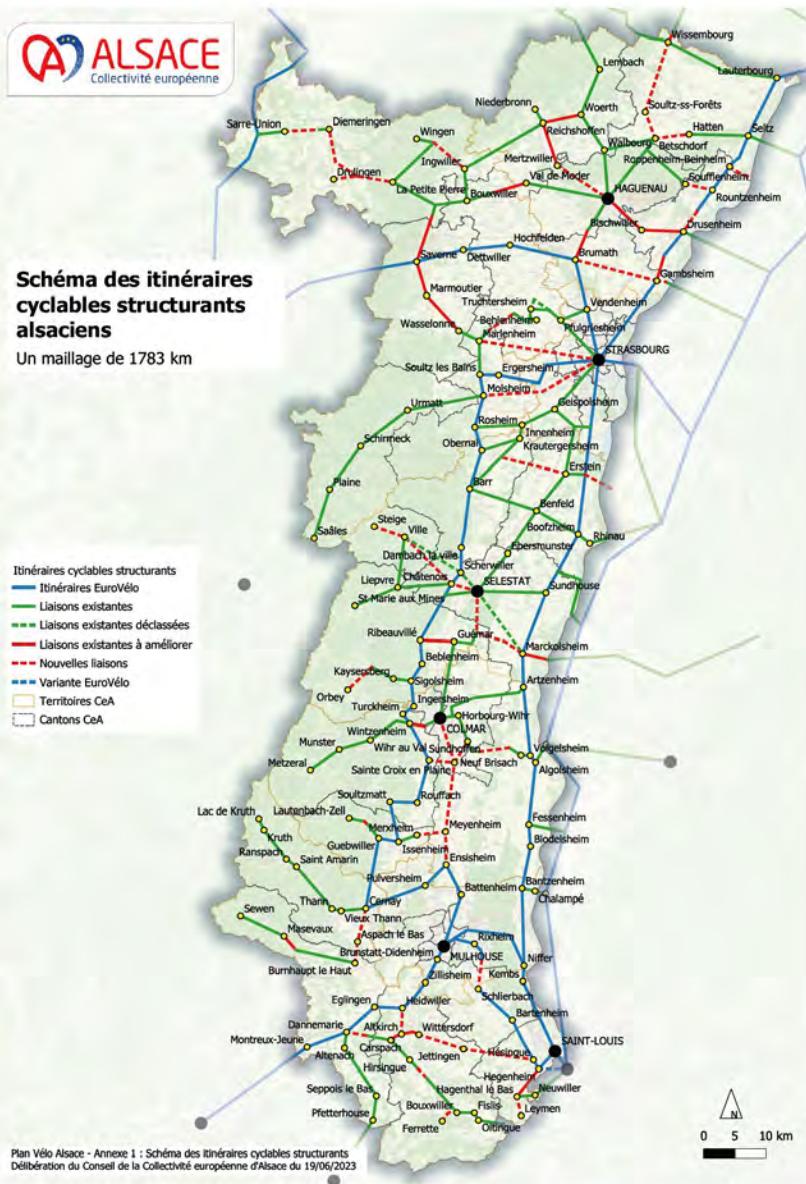 ALSACE
Collectivité européenne
Schéma des itinéraires
cyclables structurants
alsaciens
Un maillage de 1783 km
Wissembourg
Lembach
Lauterbourg
Niederbronn
Woerth
Soultz-ss-Forêts
Sarre-Union
Diemeringen
Wingen
Reichshoffen
Walbourg
Hatten
Seltz
Betschdorf
Ingwiller
Mertzwiller
Roppenheim-Beinheim
Drulingen
La Petite Pierre
Val de Moder
Soufflenheim
Bouxwiller
HAGUENAU
Rountzenheim
Bischwiller
Drusenheim
Hochfelden
Saverne
Dettwiller
Brumath
Gambsheim
Marmoutier
Truchtersheim
Vendenheim
Behlenheim
Pfulgriesheim
Wasselonne
Marlenheim
STRASBOURG
Soultz les Bains
Ergersheim
Molsheim
Urmatt
Geispolsheim
Rosheim
Innenheim
Schirmeck
Obernai
Krautergersheim
Erstein
Plaine
Barr
Benfeld
Steige
Ville
Boofzheim
Saâles
Rhinau
Dambach la ville
Ebersmunster
Scherwiller
Liepvre
Châtenois
SELESTAT
St Marie aux Mines
Sundhouse
Ribeauvillé
Guémar
Marckolsheim
Beblenheim
Kaysersberg
Sigolsheim
Artzenheim
Orbey
Ingersheim
Turckheim
Horbourg-Wihr
Wintzenheim
COLMAR
Munster
Wihr au Val
Sundhoffen
Volgelsheim
Metzeral
Sainte Croix en Plaine
Neuf Brisach
Algolsheim
Soultzmatt
Rouffach
Lac de Kruth
Lautenbach-Zell
Fessenheim
Merxheim
Meyenheim
Kruth
Guebwiller
Blodelsheim
Ranspach
Issenheim
Saint Amarin
Ensisheim
Pulversheim
Bantzenheim
Battenheim
Chalampé
Thann
Cernay
Sewen
Vieux Thann
Masevaux
Aspach le Bas
Rixheim
Brunstatt-Didenheim
MULHOUSE
Niffer
Burnhaupt le Haut
Zillisheim
Kembs
Schlierbach
Eglingen
Heidwiller
Bartenheim
Dannemarie
Altkirch
Wittersdorf
SAINT-LOUIS
Montreux-Jeune
Carspach
Altenach
Jettingen
Hésingue
Hirsingue
Hegenheim
Seppois le Bas
Hagenthal le Bas
Neuwiller
Bouxwiller
Fislis
Leymen
Pfetterhouse
Ferrette
Oltingue
Itinéraires cyclables structurants
Itinéraires EuroVélo
Liaisons existantes
Liaisons existantes déclassées
Liaisons existantes à améliorer
Nouvelles liaisons
Variante EuroVélo
Territoires CeA
Cantons CeA
N
0 5 10 km
Plan Vélo Alsace - Annexe 1 : Schéma des itinéraires cyclables structurants
Délibération du Conseil de la Collectivité européenne d'Alsace du 19/06/2023